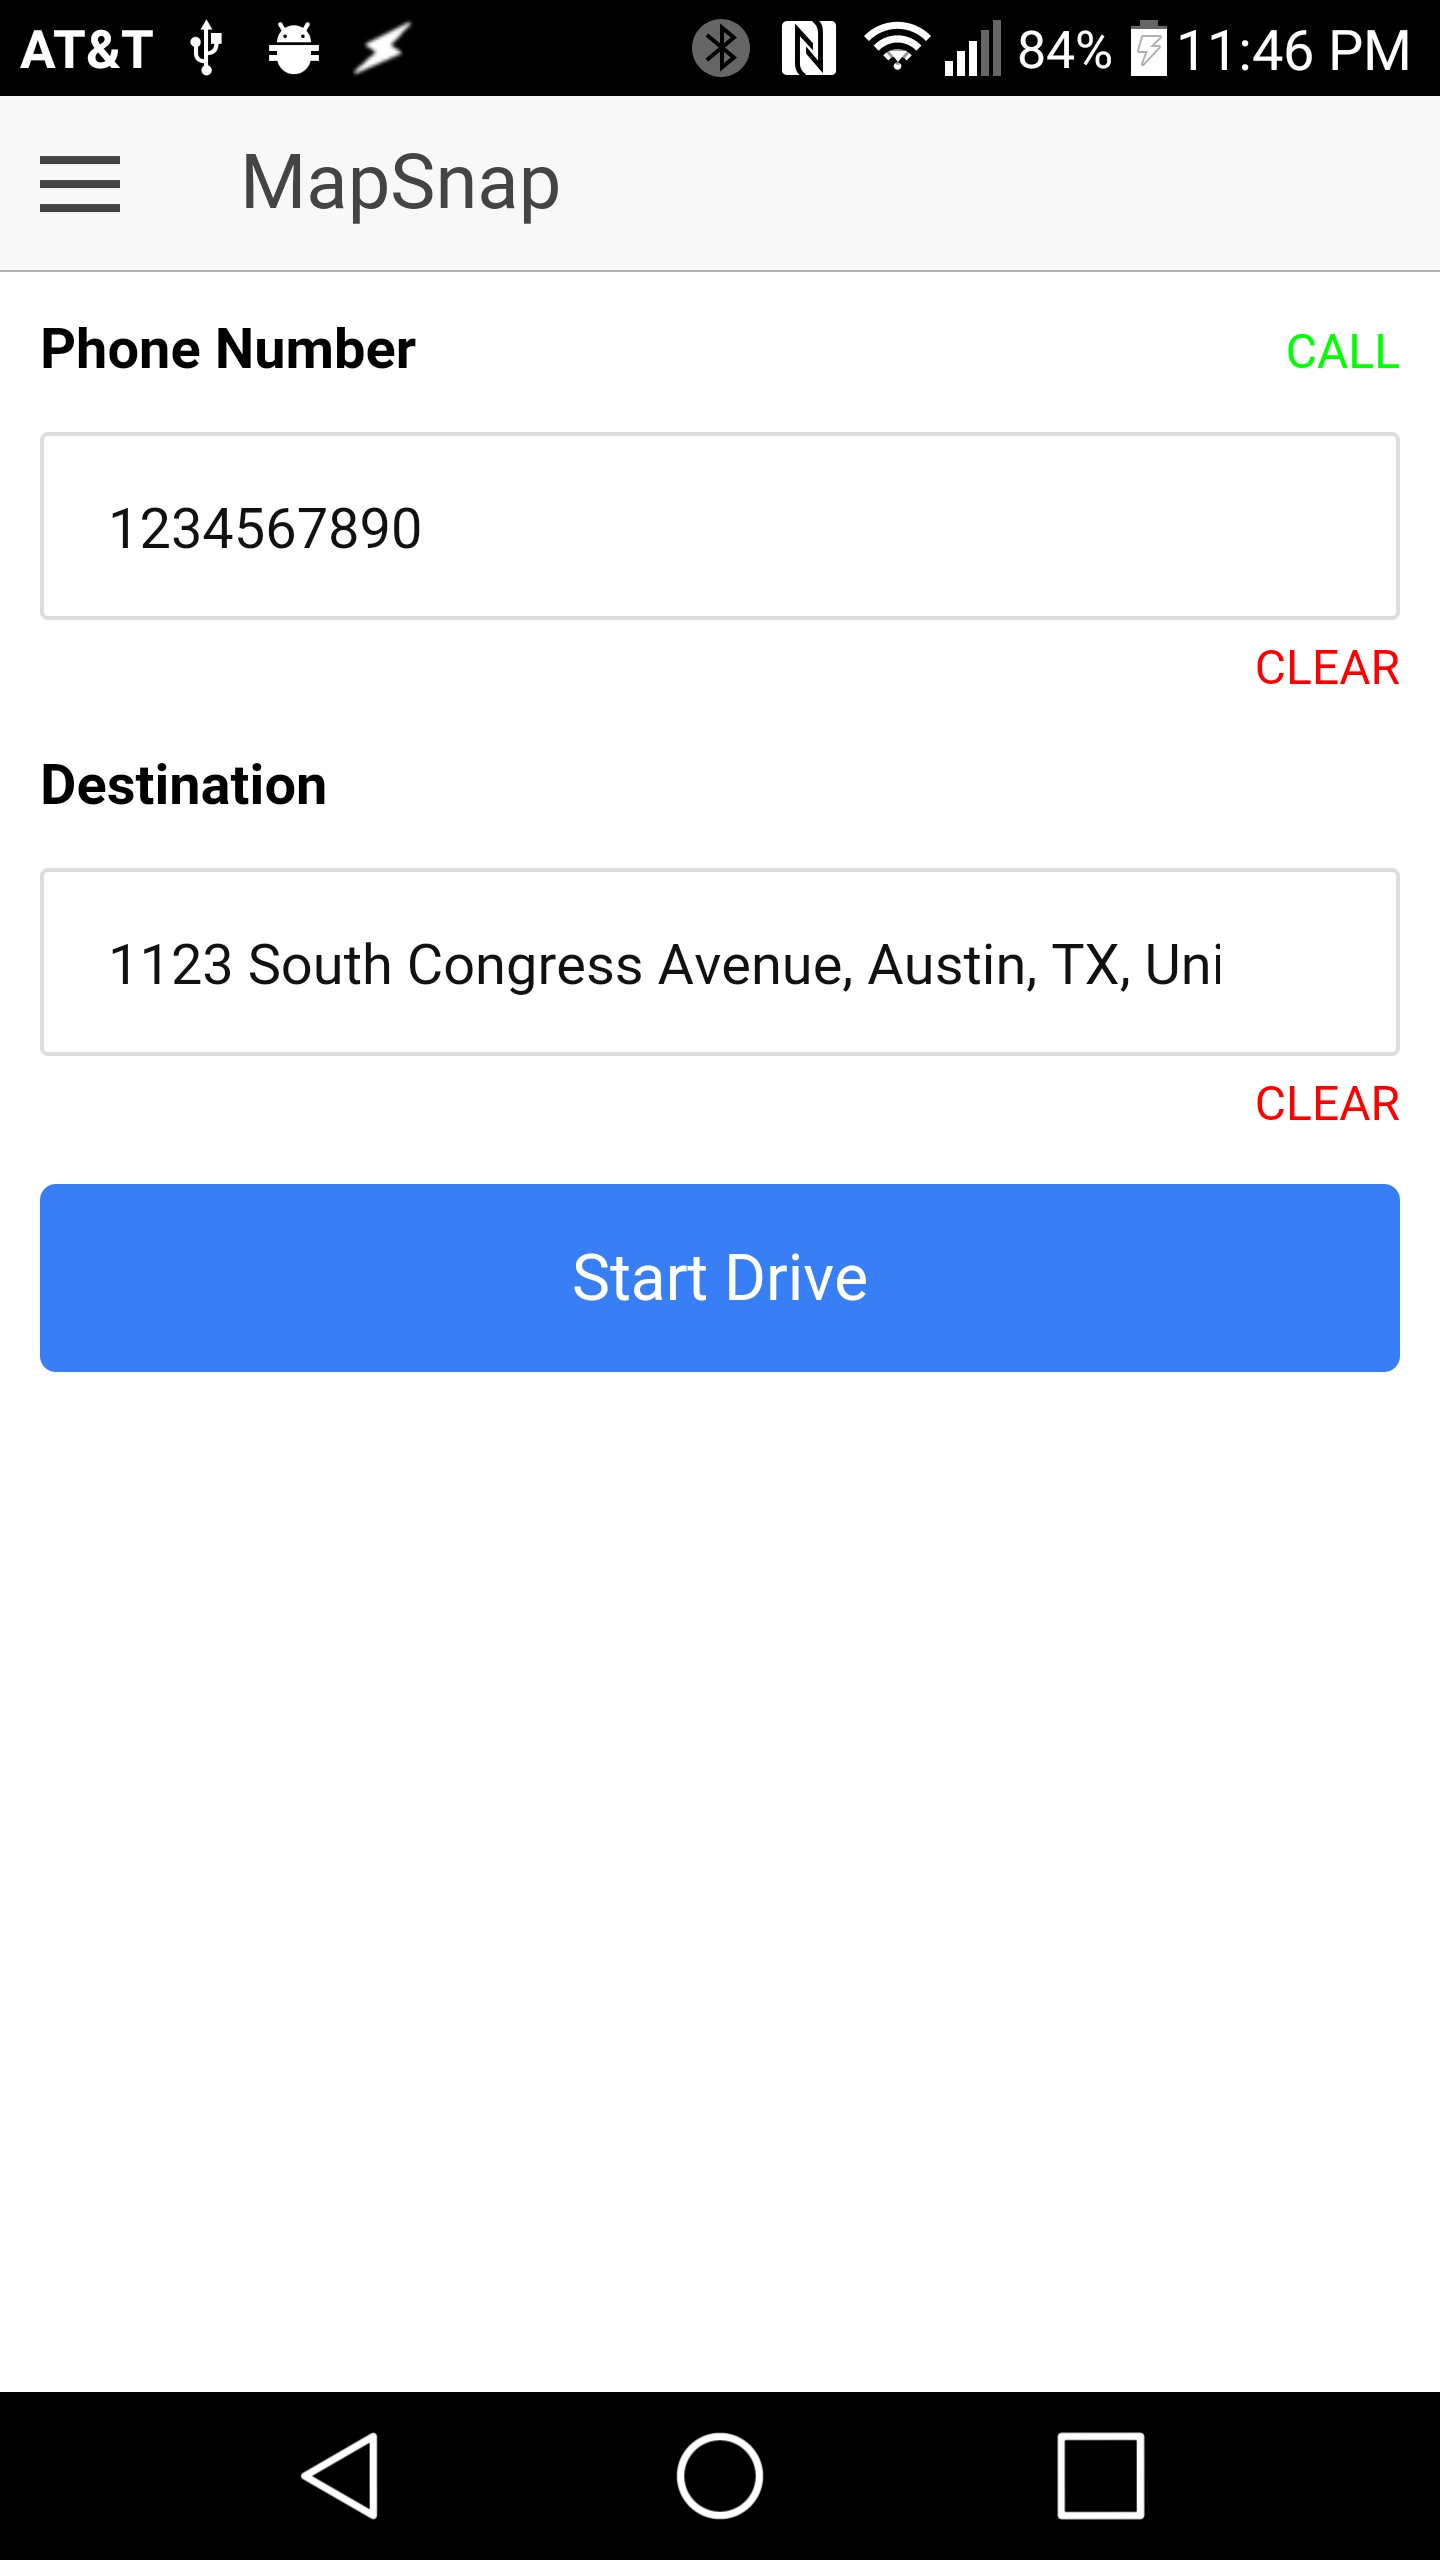 AT&T 84% 11:46 PM
MapSnap
Phone Number CALL
1234567890
CLEAR
Destination
1123 South Congress Avenue, Austin, TX, Uni
CLEAR
Start Drive